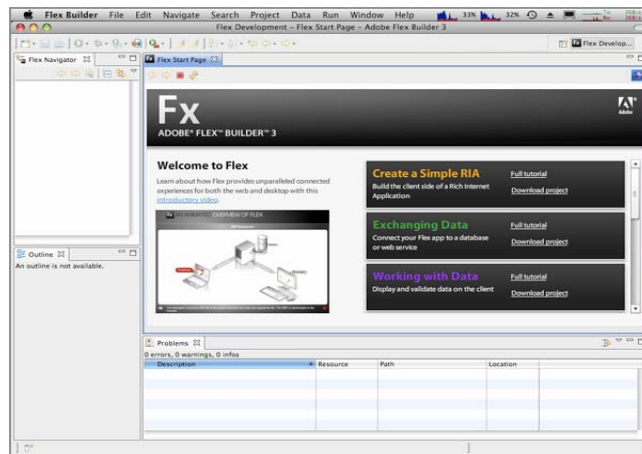 Flex Builder File Edit Navigate Search Project Data Run Window Help 33% 32%
Flex Development - Flex Start Page - Adobe Flex Builder 3
Flex Develop...
Flex Navigator
Flex Start Page
Fx
ADOBE® FLEX™ BUILDER™ 3
Adobe
Welcome to Flex
Learn about how Flex provides unparalleled connected
experiences for both the web and desktop with this
introductory video.
OVERVIEW OF FLEX
Create a Simple RIA
Full tutorial
Build the client side of a Rich Internet
Application
Download project
Exchanging Data
Full tutorial
Connect your Flex app to a database
or web service
Download project
Working with Data
Full tutorial
Display and validate data on the client
Download project
Outline
An outline is not available.
Problems
0 errors, 0 warnings, 0 infos
Description Resource Path Location